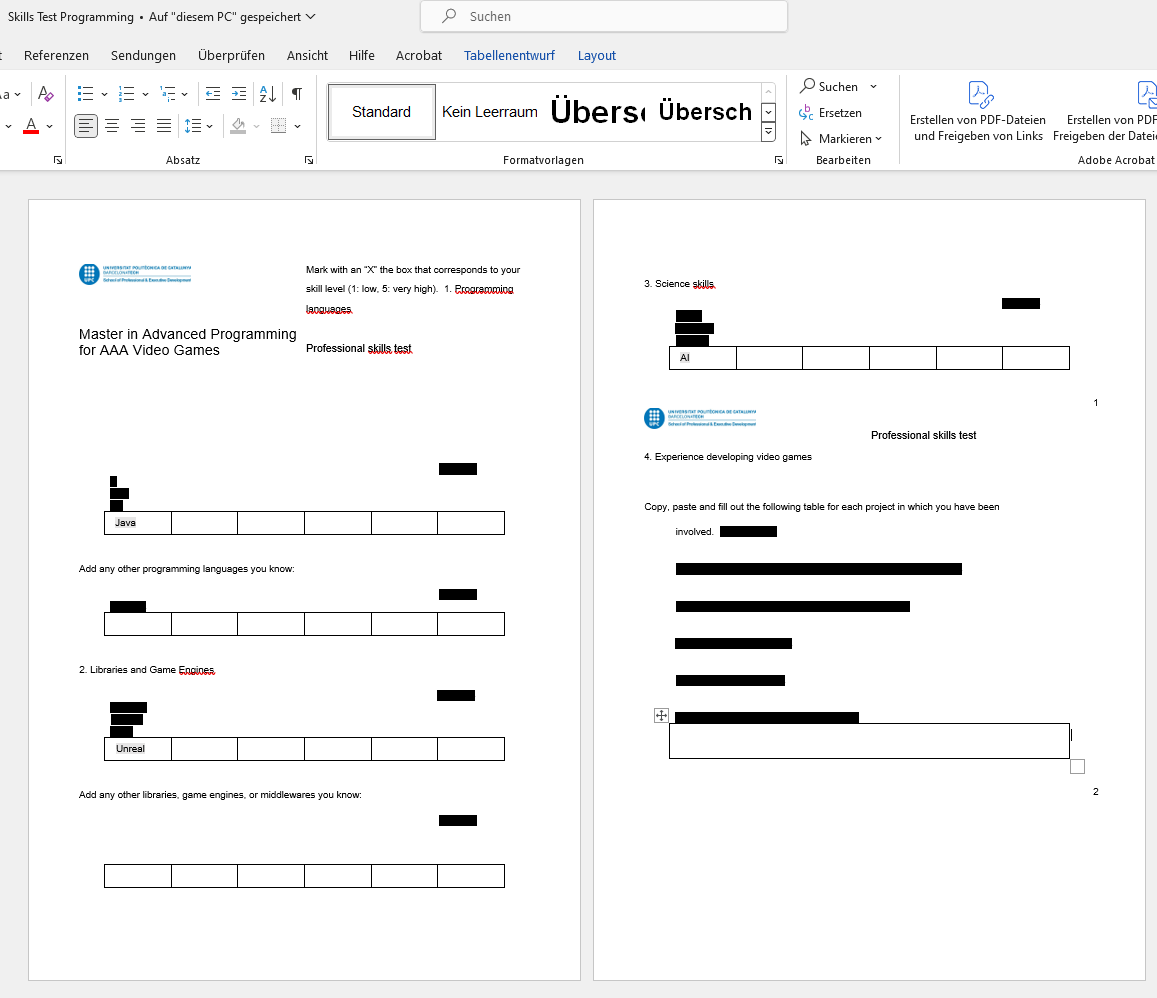 Skills Test Programming • Auf "diesem PC" gespeichert
Suchen
Referenzen Sendungen Überprüfen Ansicht Hilfe Acrobat Tabellenentwurf Layout
Standard
Kein Leerraum
Übersc
Übersch
Suchen
Ersetzen
Markieren
Erstellen von PDF-Dateien
und Freigeben von Links
Erstellen von PDF
Freigeben der Dateie
Absatz
Formatvorlagen
Bearbeiten
Adobe Acrobat
UNIVERSITAT POLITÈCNICA DE CATALUNYA
BARCELONATECH
School of Professional & Executive Development
UPC
Mark with an "X" the box that corresponds to your
skill level (1: low, 5: very high). 1. Programming
languages
Master in Advanced Programming
for AAA Video Games
Professional skills test
Java
Add any other programming languages you know:
2. Libraries and Game Engines
Unreal
Add any other libraries, game engines, or middlewares you know:
3. Science skills
AI
1
UNIVERSITAT POLITÈCNICA DE CATALUNYA
BARCELONATECH
School of Professional & Executive Development
UPC
Professional skills test
4. Experience developing video games
Copy, paste and fill out the following table for each project in which you have been
involved.
2